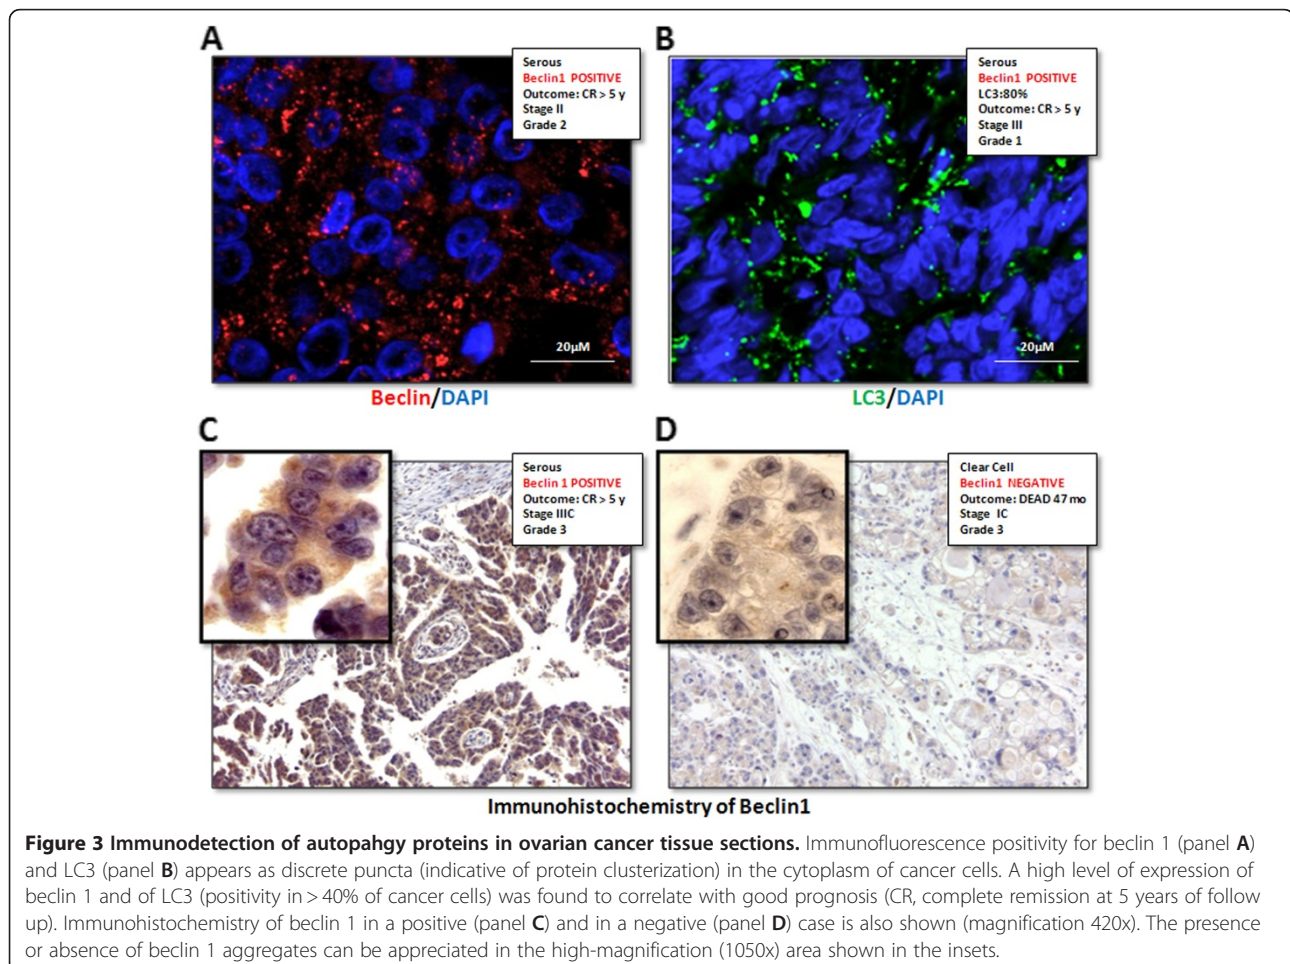 A
Serous
Beclin1 POSITIVE
Outcome: CR > 5 y
Stage II
Grade 2
20µM
Beclin/DAPI
B
Serous
Beclin1 POSITIVE
LC3:80%
Outcome: CR > 5 y
Stage III
Grade 1
20µM
LC3/DAPI
C
Serous
Beclin 1 POSITIVE
Outcome: CR > 5 y
Stage IIIC
Grade 3
D
Clear Cell
Beclin1 NEGATIVE
Outcome: DEAD 47 mo
Stage IC
Grade 3
Immunohistochemistry of Beclin1
Figure 3 Immunodetection of autopahgy proteins in ovarian cancer tissue sections. Immunofluorescence positivity for beclin 1 (panel A)
and LC3 (panel B) appears as discrete puncta (indicative of protein clusterization) in the cytoplasm of cancer cells. A high level of expression of
beclin 1 and of LC3 (positivity in > 40% of cancer cells) was found to correlate with good prognosis (CR, complete remission at 5 years of follow
up). Immunohistochemistry of beclin 1 in a positive (panel C) and in a negative (panel D) case is also shown (magnification 420x). The presence
or absence of beclin 1 aggregates can be appreciated in the high-magnification (1050x) area shown in the insets.